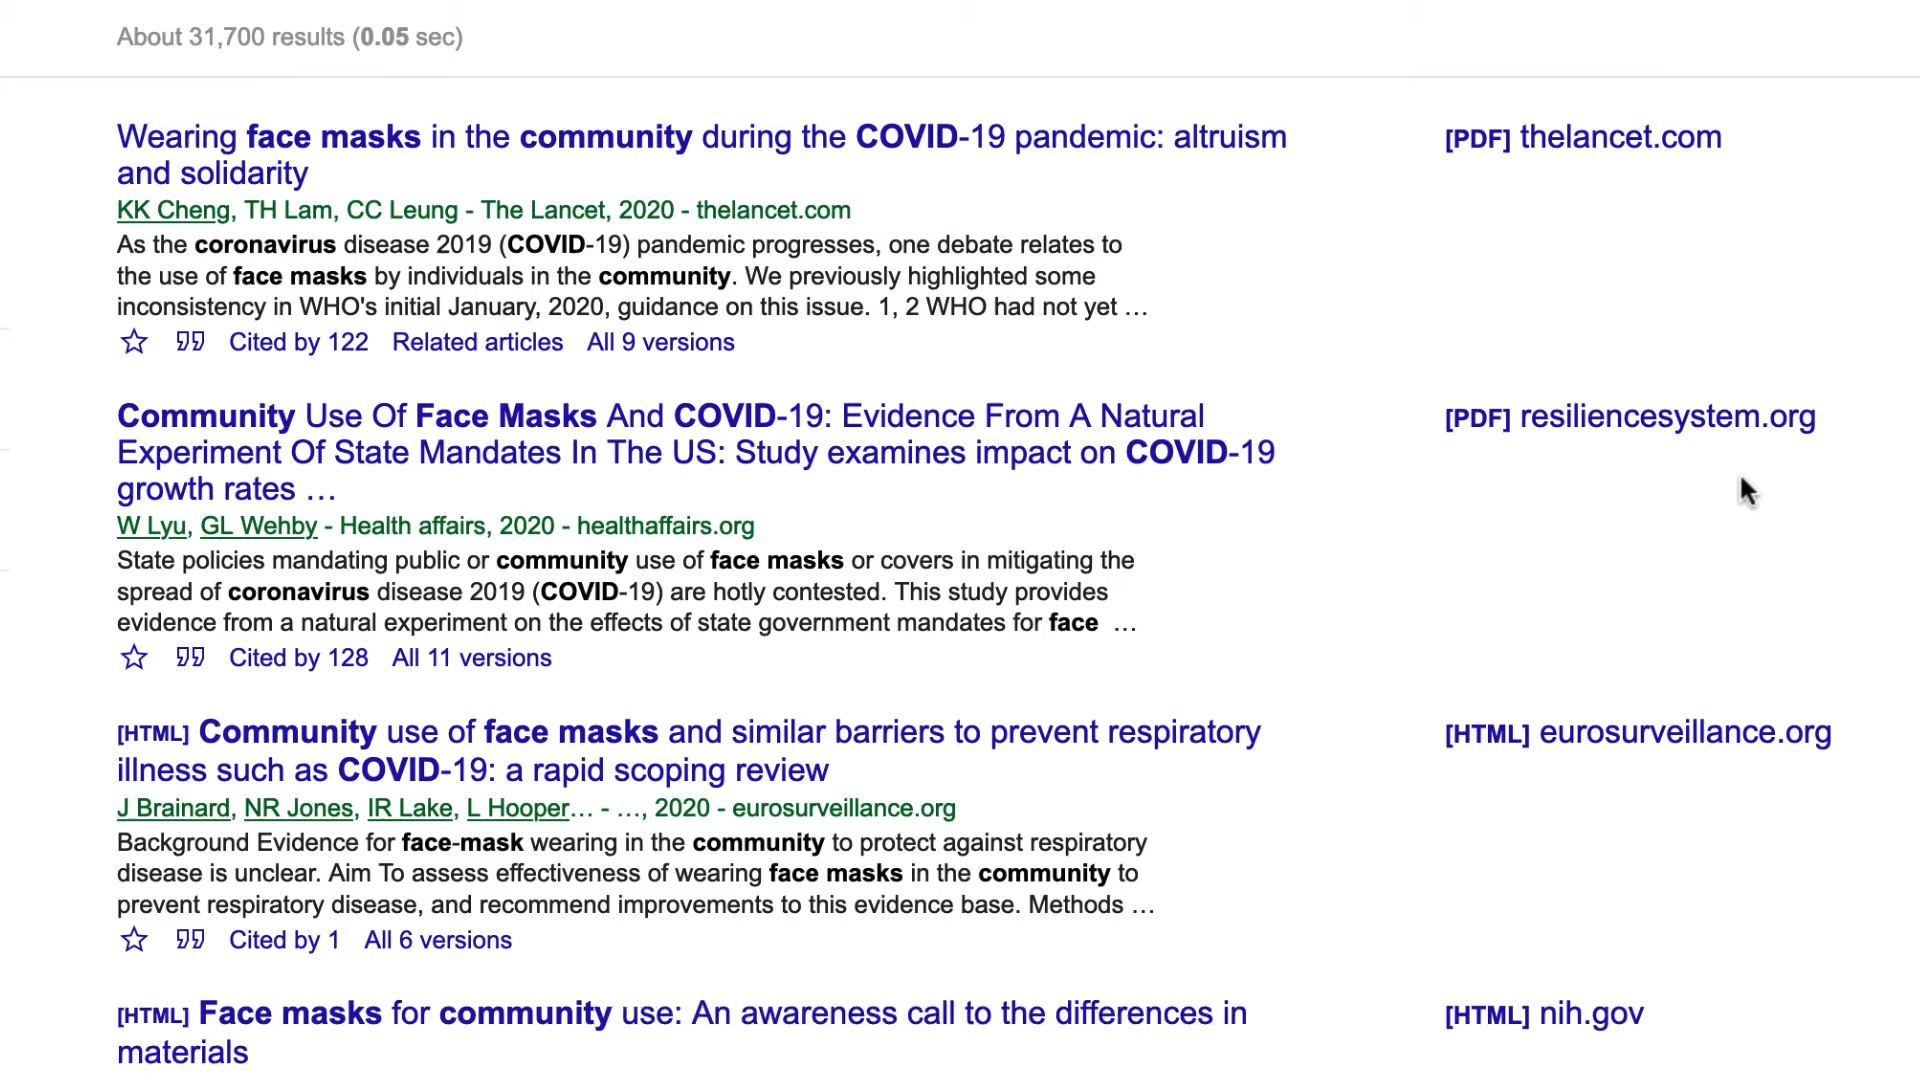 About 31,700 results (0.05 sec)
Wearing face masks in the community during the COVID-19 pandemic: altruism
and solidarity
[PDF] thelancet.com
KK Cheng, TH Lam, CC Leung - The Lancet, 2020 - thelancet.com
As the coronavirus disease 2019 (COVID-19) pandemic progresses, one debate relates to
the use of face masks by individuals in the community. We previously highlighted some
inconsistency in WHO's initial January, 2020, guidance on this issue. 1, 2 WHO had not yet …
Cited by 122 Related articles All 9 versions
Community Use Of Face Masks And COVID-19: Evidence From A Natural
Experiment Of State Mandates In The US: Study examines impact on COVID-19
growth rates …
[PDF] resiliencesystem.org
W Lyu, GL Wehby - Health affairs, 2020 - healthaffairs.org
State policies mandating public or community use of face masks or covers in mitigating the
spread of coronavirus disease 2019 (COVID-19) are hotly contested. This study provides
evidence from a natural experiment on the effects of state government mandates for face …
Cited by 128 All 11 versions
[HTML] Community use of face masks and similar barriers to prevent respiratory
illness such as COVID-19: a rapid scoping review
[HTML] eurosurveillance.org
J Brainard, NR Jones, IR Lake, L Hooper… - …, 2020 - eurosurveillance.org
Background Evidence for face-mask wearing in the community to protect against respiratory
disease is unclear. Aim To assess effectiveness of wearing face masks in the community to
prevent respiratory disease, and recommend improvements to this evidence base. Methods …
Cited by 1 All 6 versions
[HTML] Face masks for community use: An awareness call to the differences in
materials
[HTML] nih.gov